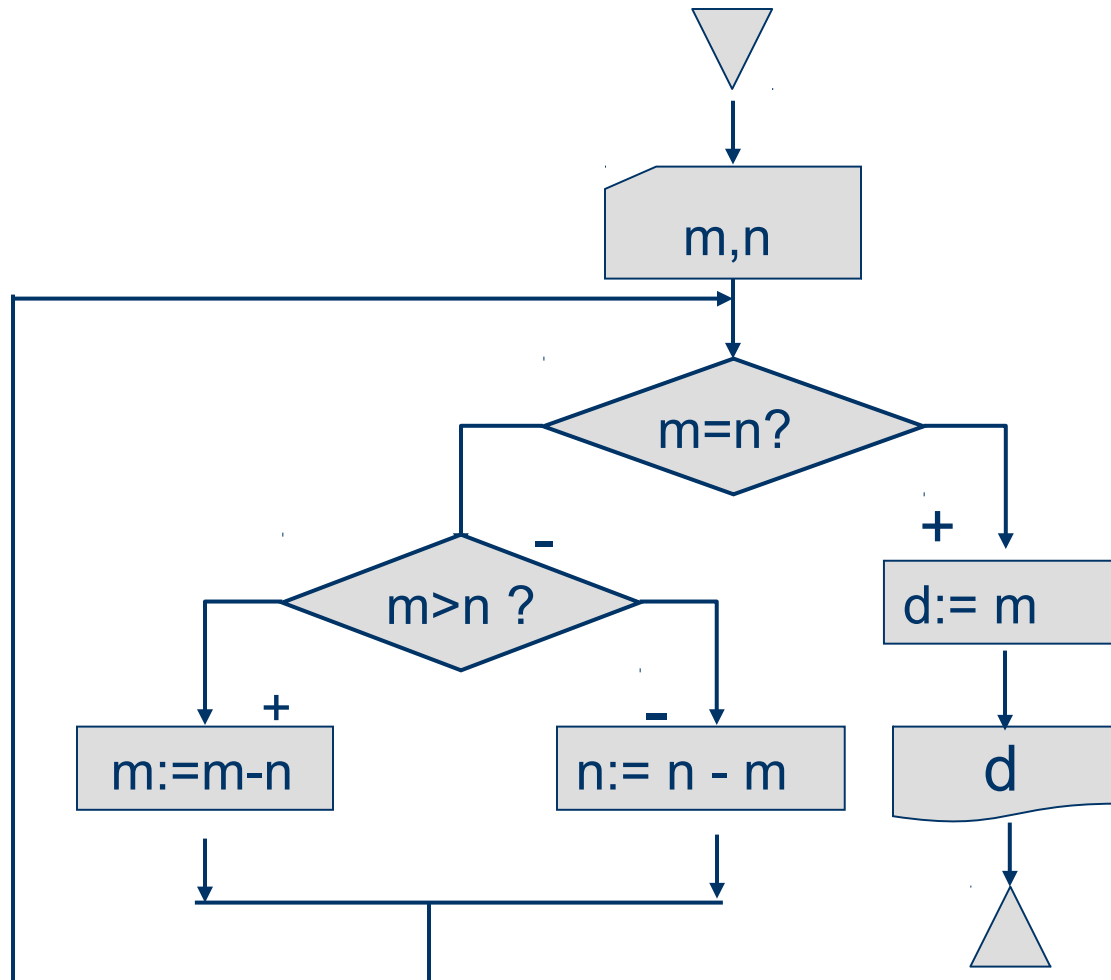 m,n
m=n?
-
+
m>n ?
d:= m
+
-
m:=m-n
n:= n - m
d